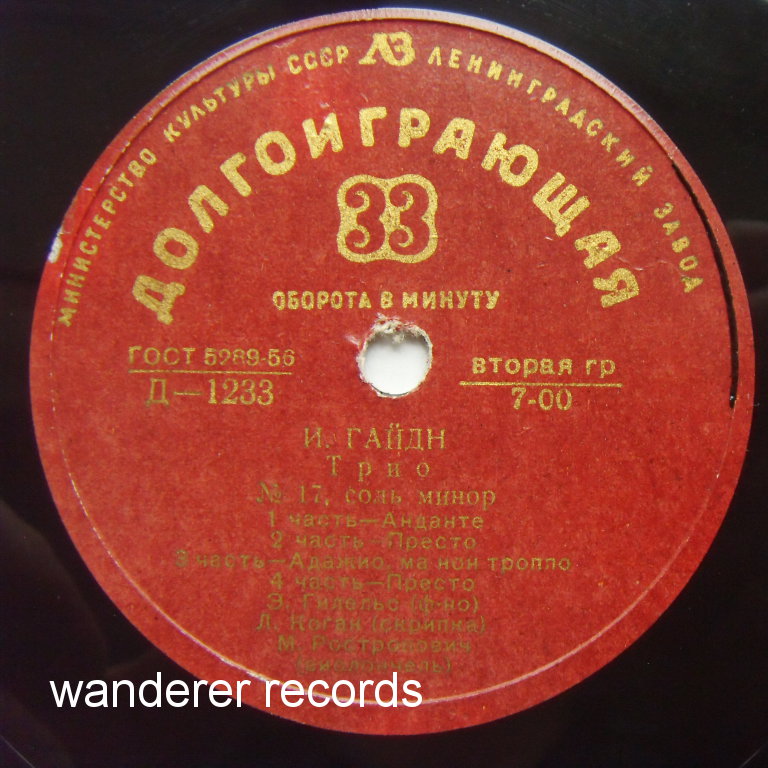 МИНИСТЕРСТВО КУЛЬТУРЫ СССР ЛЗ ЛЕНИНГРАДСКИЙ ЗАВОД
ДОЛГОИГРАЮЩАЯ
33
ОБОРОТА В МИНУТУ
ГОСТ 5289-56
Д—1233
вторая гр
7-00
И. ГАЙДН
Трио
№ 17, соль минор
1 часть—Анданте
2 часть—Престо
3 часть—Адажио, ма нон троппо
4 часть—Престо
Э. Гилельс (ф-но)
Л. Коган (скрипка)
М. Ростропович
(виолончель)
wanderer records